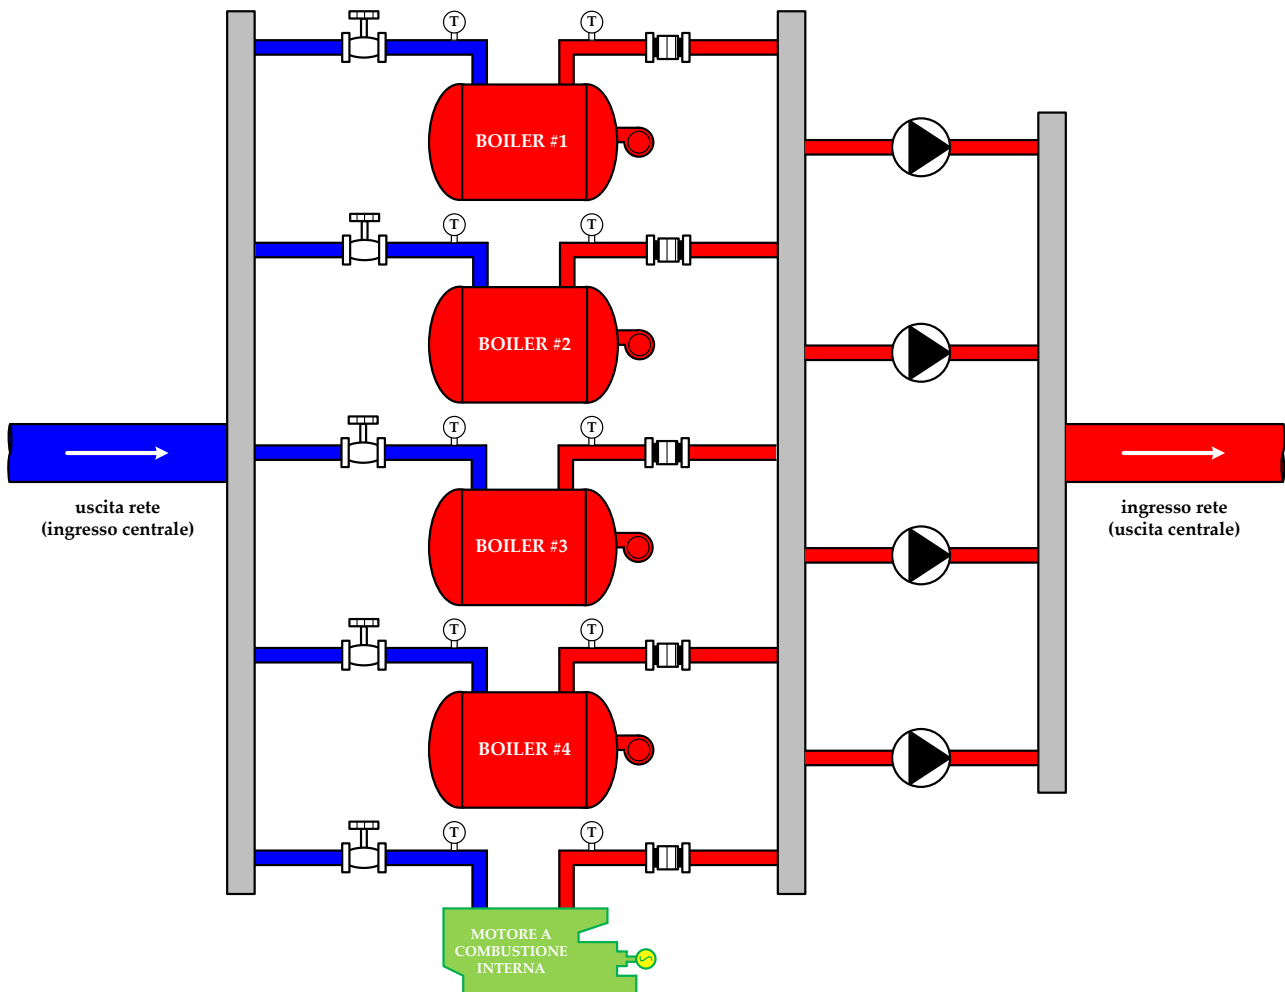 T
T
BOILER #1
T
T
BOILER #2
T
T
BOILER #3
uscita rete
(ingresso centrale)
ingresso rete
(uscita centrale)
T
T
BOILER #4
T
T
MOTORE A
COMBUSTIONE
INTERNA